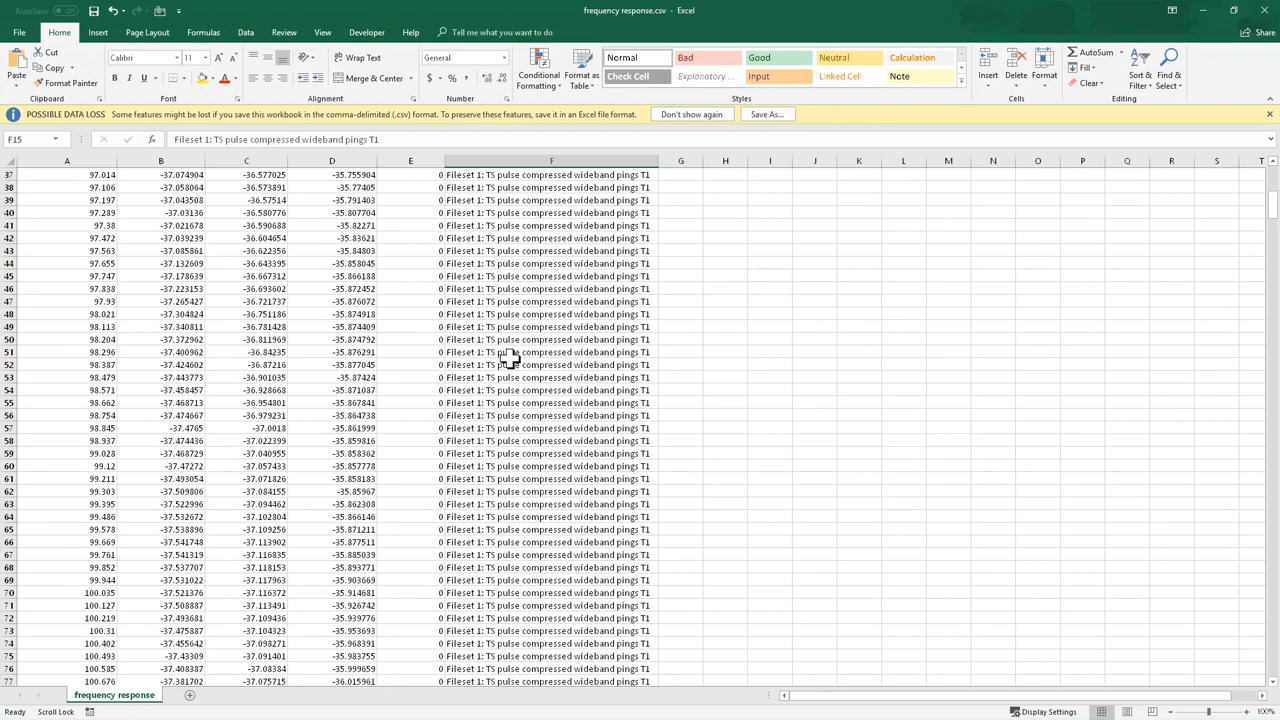 AutoSave
frequency response.csv - Excel
File Home Insert Page Layout Formulas Data Review View Developer Help Tell me what you want to do Share
Paste
Cut
Copy
Format Painter
Clipboard
Calibri 11
B I U
Font
Wrap Text
Merge & Center
Alignment
General
$ % ,
Number
Conditional Formatting
Format as Table
Normal Bad Good Neutral Calculation
Check Cell Explanatory ... Input Linked Cell Note
Styles
Insert Delete Format
Cells
AutoSum
Fill
Clear
Sort & Filter
Find & Select
Editing
POSSIBLE DATA LOSS Some features might be lost if you save this workbook in the comma-delimited (.csv) format. To preserve these features, save it in an Excel file format. Don't show again Save As...
F15 fx Fileset 1: TS pulse compressed wideband pings T1
A B C D E F G H I J K L M N O P Q R S T
37 97.014 -37.074904 -36.577025 -35.755904 0 Fileset 1: TS pulse compressed wideband pings T1
38 97.106 -37.058064 -36.573891 -35.77405 0 Fileset 1: TS pulse compressed wideband pings T1
39 97.197 -37.043508 -36.57514 -35.791403 0 Fileset 1: TS pulse compressed wideband pings T1
40 97.289 -37.03136 -36.580776 -35.807704 0 Fileset 1: TS pulse compressed wideband pings T1
41 97.38 -37.021678 -36.590688 -35.82271 0 Fileset 1: TS pulse compressed wideband pings T1
42 97.472 -37.039239 -36.604654 -35.83621 0 Fileset 1: TS pulse compressed wideband pings T1
43 97.563 -37.085861 -36.622356 -35.84803 0 Fileset 1: TS pulse compressed wideband pings T1
44 97.655 -37.132609 -36.643395 -35.858045 0 Fileset 1: TS pulse compressed wideband pings T1
45 97.747 -37.178639 -36.667312 -35.866188 0 Fileset 1: TS pulse compressed wideband pings T1
46 97.838 -37.223153 -36.693602 -35.872452 0 Fileset 1: TS pulse compressed wideband pings T1
47 97.93 -37.265427 -36.721737 -35.876072 0 Fileset 1: TS pulse compressed wideband pings T1
48 98.021 -37.304824 -36.751186 -35.874918 0 Fileset 1: TS pulse compressed wideband pings T1
49 98.113 -37.340811 -36.781428 -35.874409 0 Fileset 1: TS pulse compressed wideband pings T1
50 98.204 -37.372962 -36.811969 -35.874792 0 Fileset 1: TS pulse compressed wideband pings T1
51 98.296 -37.400962 -36.84235 -35.876291 0 Fileset 1: TS pulse compressed wideband pings T1
52 98.387 -37.424602 -36.87216 -35.877045 0 Fileset 1: TS pulse compressed wideband pings T1
53 98.479 -37.443773 -36.901035 -35.87424 0 Fileset 1: TS pulse compressed wideband pings T1
54 98.571 -37.458457 -36.928668 -35.871087 0 Fileset 1: TS pulse compressed wideband pings T1
55 98.662 -37.468713 -36.954801 -35.867841 0 Fileset 1: TS pulse compressed wideband pings T1
56 98.754 -37.474667 -36.979231 -35.864738 0 Fileset 1: TS pulse compressed wideband pings T1
57 98.845 -37.4765 -37.0018 -35.861999 0 Fileset 1: TS pulse compressed wideband pings T1
58 98.937 -37.474436 -37.022399 -35.859816 0 Fileset 1: TS pulse compressed wideband pings T1
59 99.028 -37.468729 -37.040955 -35.858362 0 Fileset 1: TS pulse compressed wideband pings T1
60 99.12 -37.47272 -37.057433 -35.857778 0 Fileset 1: TS pulse compressed wideband pings T1
61 99.211 -37.493054 -37.071826 -35.858183 0 Fileset 1: TS pulse compressed wideband pings T1
62 99.303 -37.509806 -37.084155 -35.85967 0 Fileset 1: TS pulse compressed wideband pings T1
63 99.395 -37.522996 -37.094462 -35.862308 0 Fileset 1: TS pulse compressed wideband pings T1
64 99.486 -37.532672 -37.102804 -35.866146 0 Fileset 1: TS pulse compressed wideband pings T1
65 99.578 -37.538896 -37.109256 -35.871211 0 Fileset 1: TS pulse compressed wideband pings T1
66 99.669 -37.541748 -37.113902 -35.877511 0 Fileset 1: TS pulse compressed wideband pings T1
67 99.761 -37.541319 -37.116835 -35.885039 0 Fileset 1: TS pulse compressed wideband pings T1
68 99.852 -37.537707 -37.118153 -35.893771 0 Fileset 1: TS pulse compressed wideband pings T1
69 99.944 -37.531022 -37.117963 -35.903669 0 Fileset 1: TS pulse compressed wideband pings T1
70 100.035 -37.521376 -37.116372 -35.914681 0 Fileset 1: TS pulse compressed wideband pings T1
71 100.127 -37.508887 -37.113491 -35.926742 0 Fileset 1: TS pulse compressed wideband pings T1
72 100.219 -37.493681 -37.109436 -35.939776 0 Fileset 1: TS pulse compressed wideband pings T1
73 100.31 -37.475887 -37.104323 -35.953693 0 Fileset 1: TS pulse compressed wideband pings T1
74 100.402 -37.455642 -37.098271 -35.968391 0 Fileset 1: TS pulse compressed wideband pings T1
75 100.493 -37.43309 -37.091401 -35.983755 0 Fileset 1: TS pulse compressed wideband pings T1
76 100.585 -37.408387 -37.08384 -35.999659 0 Fileset 1: TS pulse compressed wideband pings T1
77 100.676 -37.381702 -37.075715 -36.015961 0 Fileset 1: TS pulse compressed wideband pings T1
frequency response
Ready Scroll Lock Display Settings 100%